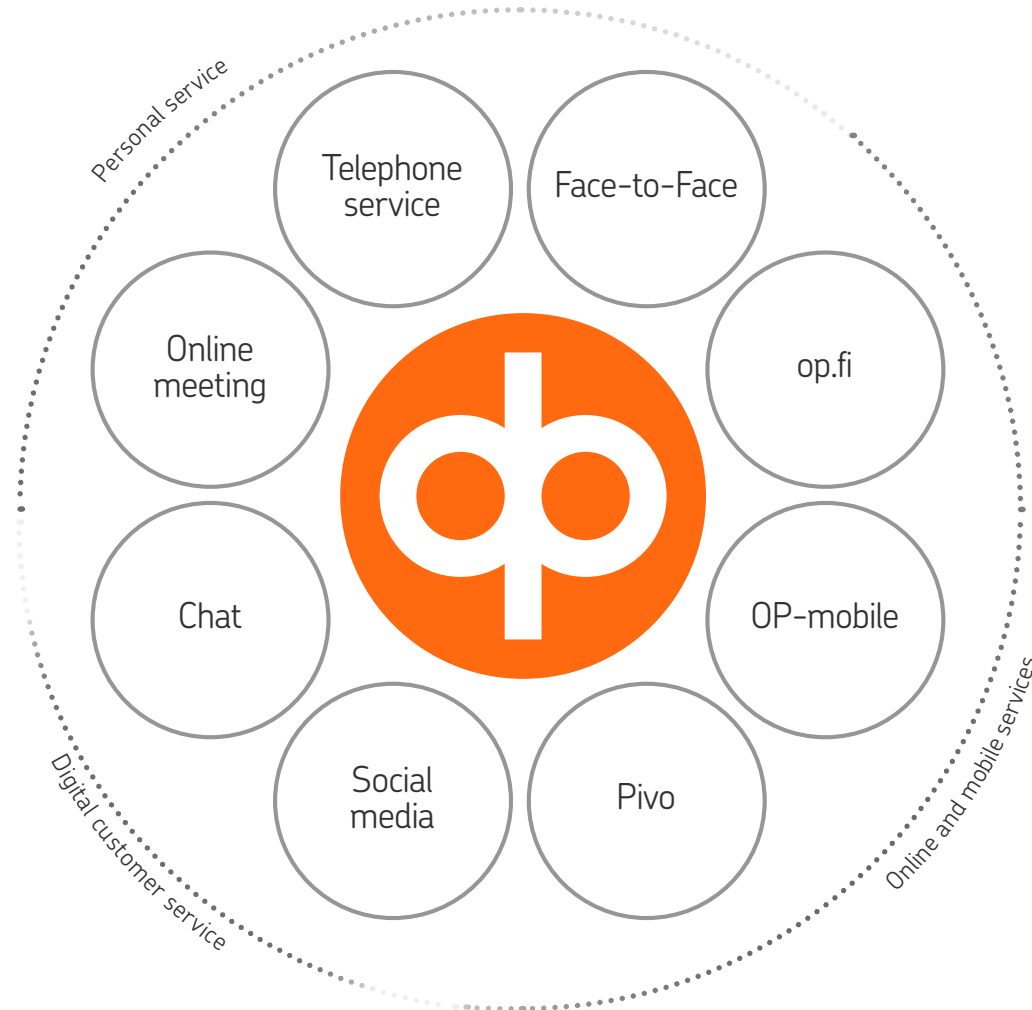 Personal service
Telephone
service
Face-to-Face
Online
meeting
op.fi
Chat
OP-mobile
Social
media
Pivo
Digital customer service
Online and mobile services